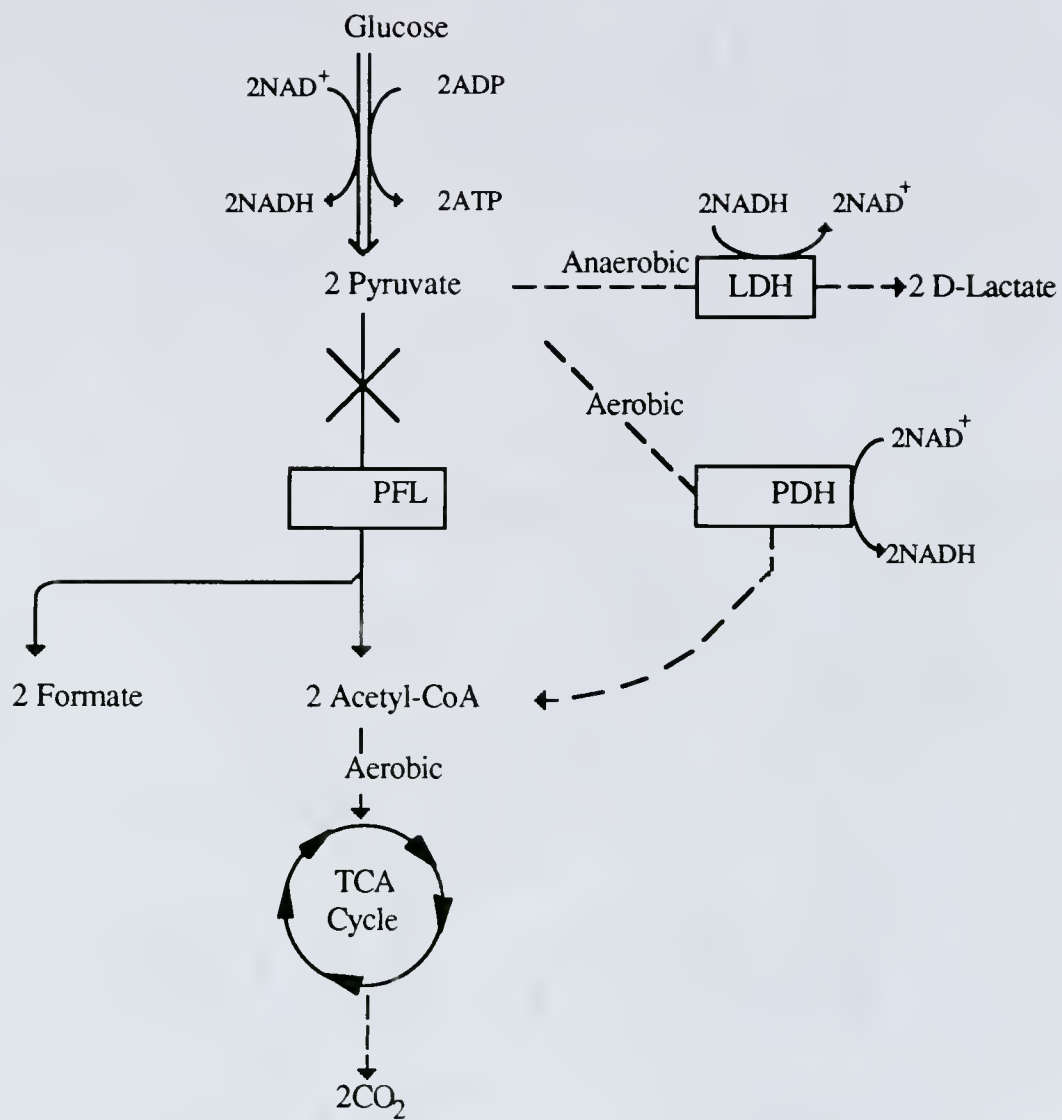 Glucose
2NAD+ 2ADP
2NADH 2ATP
2NADH 2NAD+
2 Pyruvate Anaerobic LDH 2 D-Lactate
Aerobic
2NAD+
PFL PDH
2NADH
2 Formate 2 Acetyl-CoA
Aerobic
TCA
Cycle
2CO2